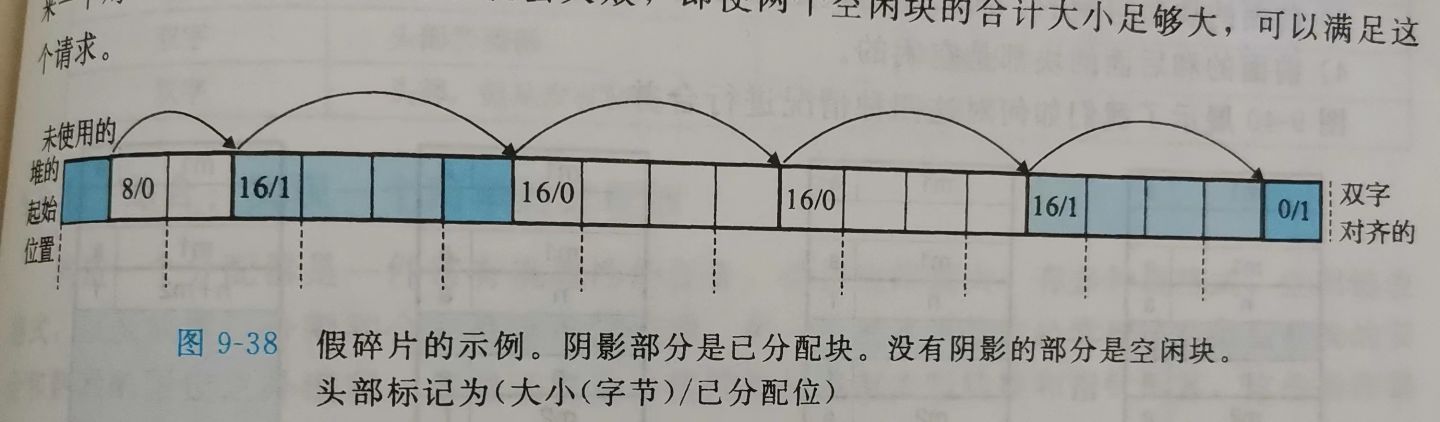 即使两个空闲块的合计大小足够大，可以满足这
个请求。
未使用的
堆的
起始
位置
8/0 16/1 16/0 16/0 16/1 0/1
双字
对齐的
图 9-38 假碎片的示例。阴影部分是已分配块。没有阴影的部分是空闲块。
头部标记为(大小(字节)/已分配位)